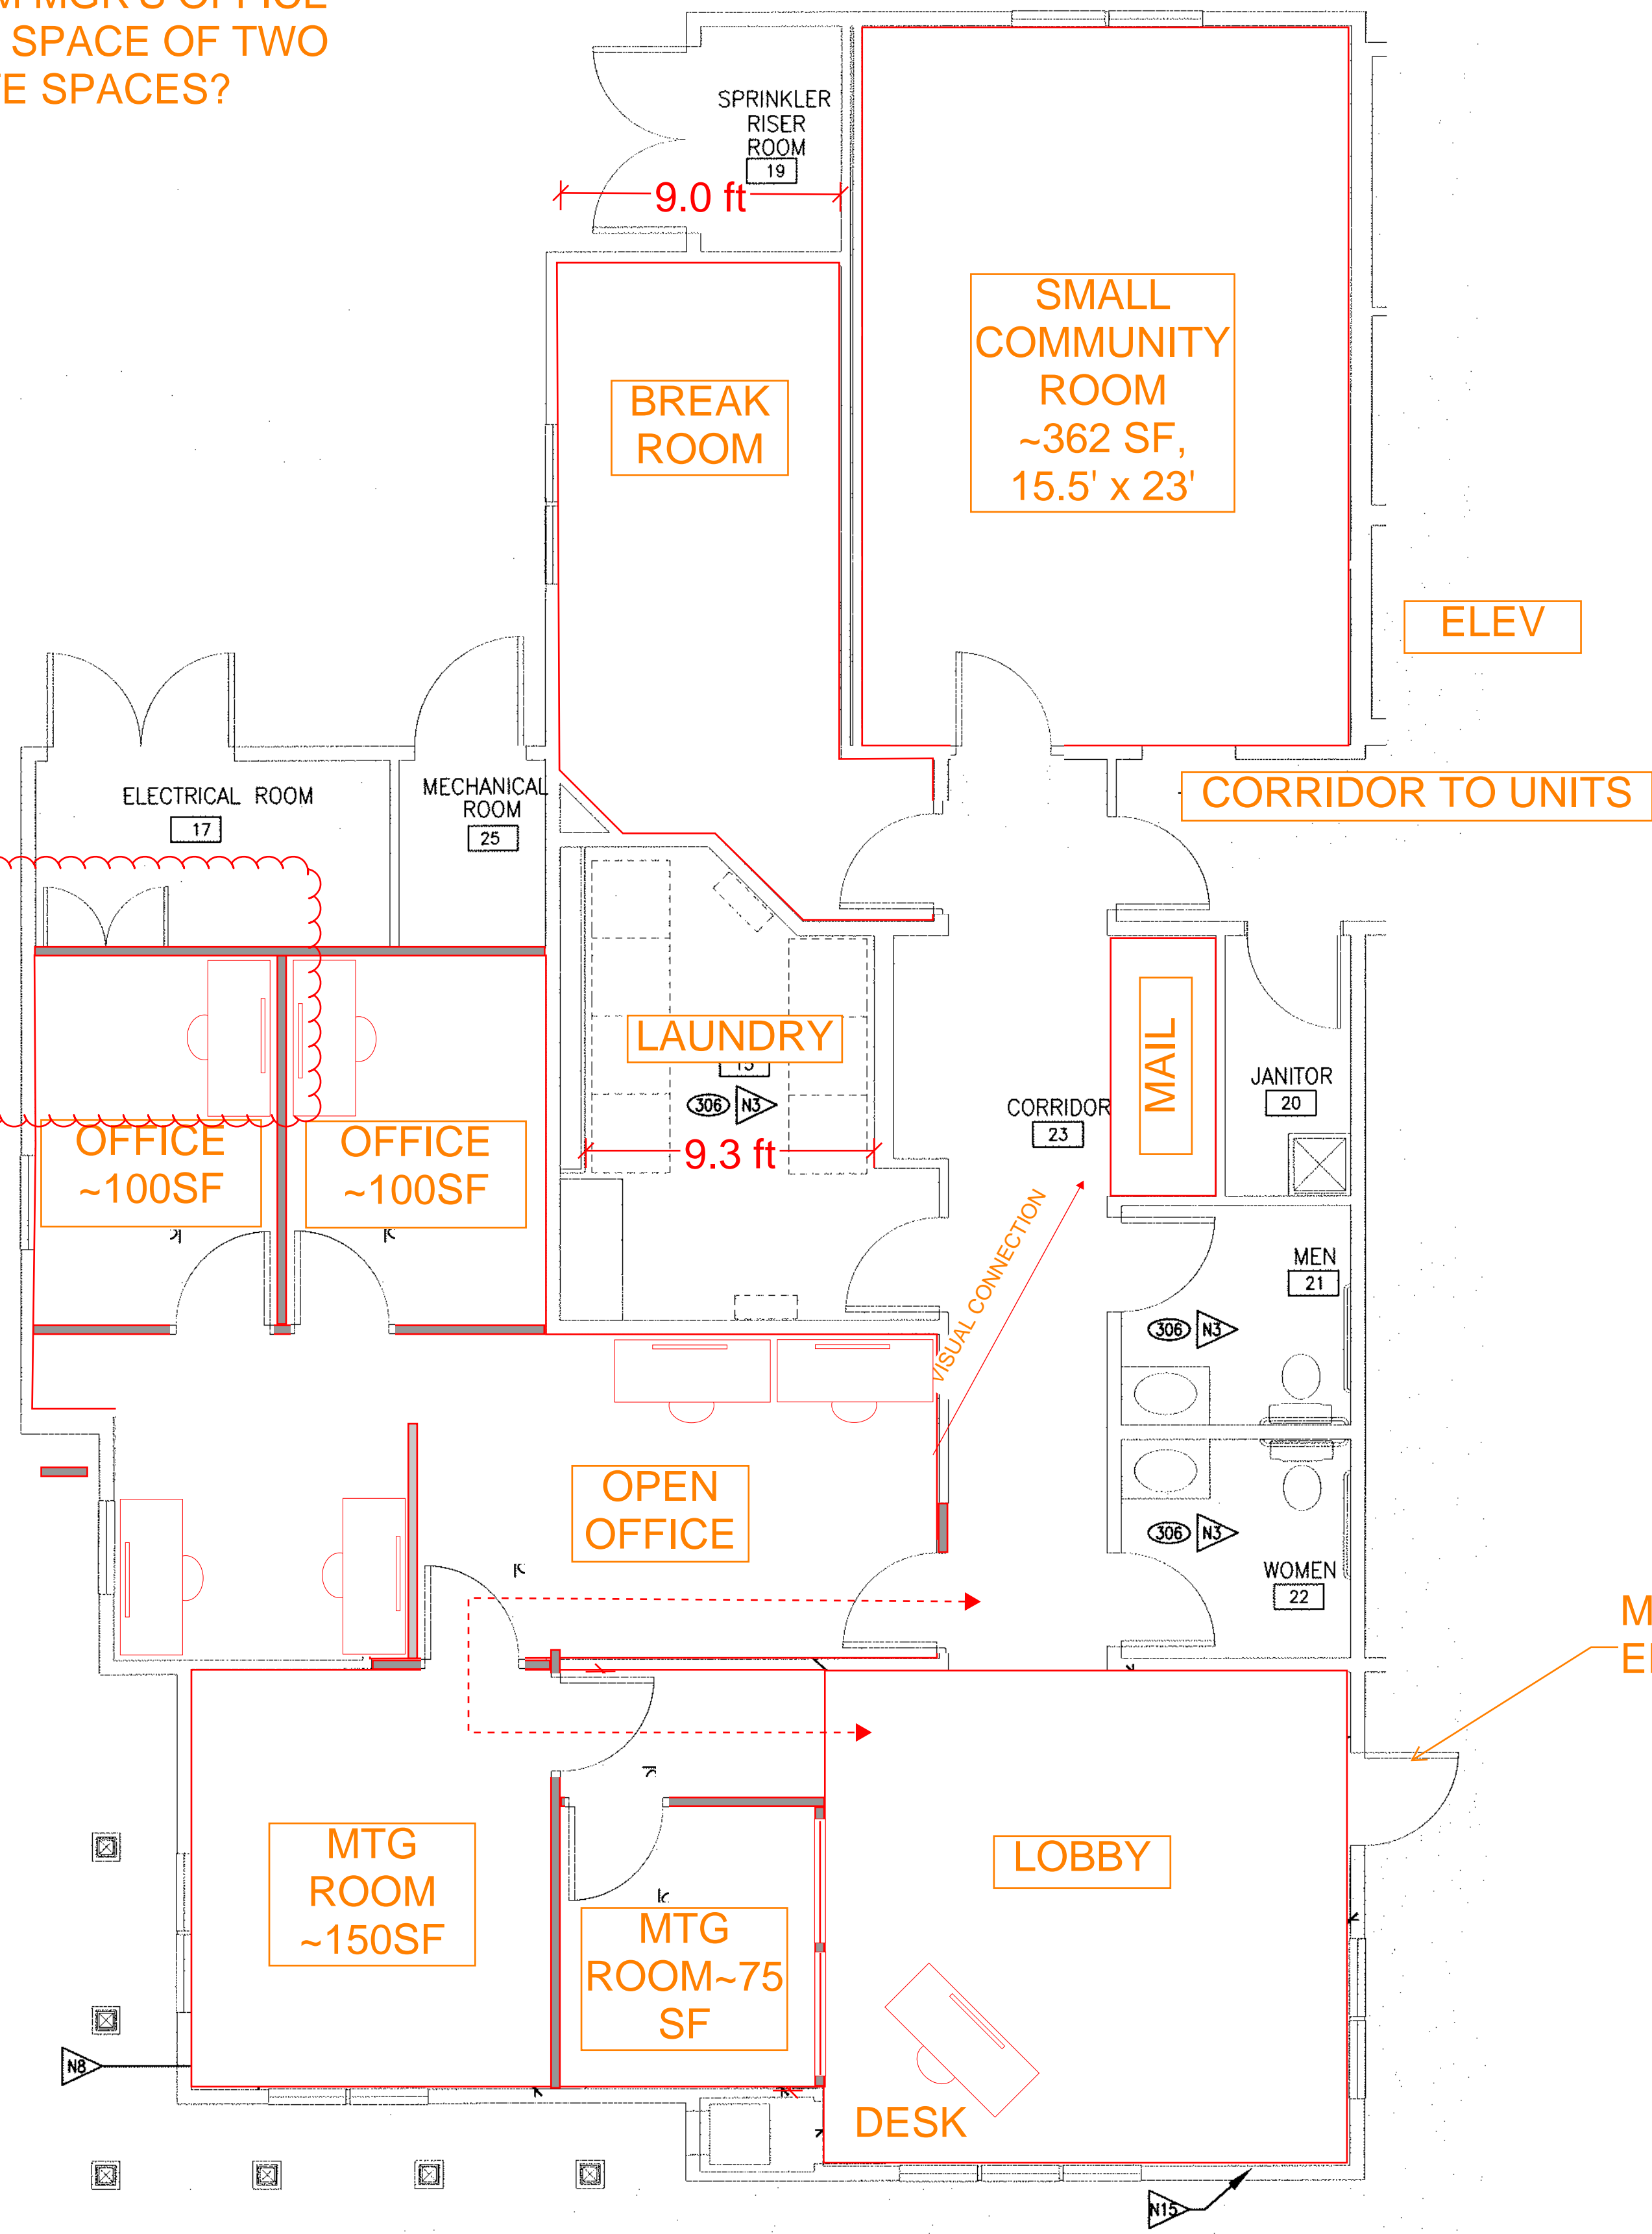 M MGR'S OFFICE
SPACE OF TWO
E SPACES?
SPRINKLER
RISER
ROOM
19
9.0 ft
SMALL
COMMUNITY
ROOM
~362 SF,
15.5' x 23'
BREAK
ROOM
ELEV
ELECTRICAL ROOM
17
MECHANICAL
ROOM
25
CORRIDOR TO UNITS
LAUNDRY
306 N3
9.3 ft
MAIL
JANITOR
20
CORRIDOR
23
OFFICE
~100SF
OFFICE
~100SF
VISUAL CONNECTION
MEN
21
306 N3
OPEN
OFFICE
306 N3
WOMEN
22
MTG
ROOM
~150SF
MTG
ROOM~75
SF
LOBBY
DESK
N8
N15